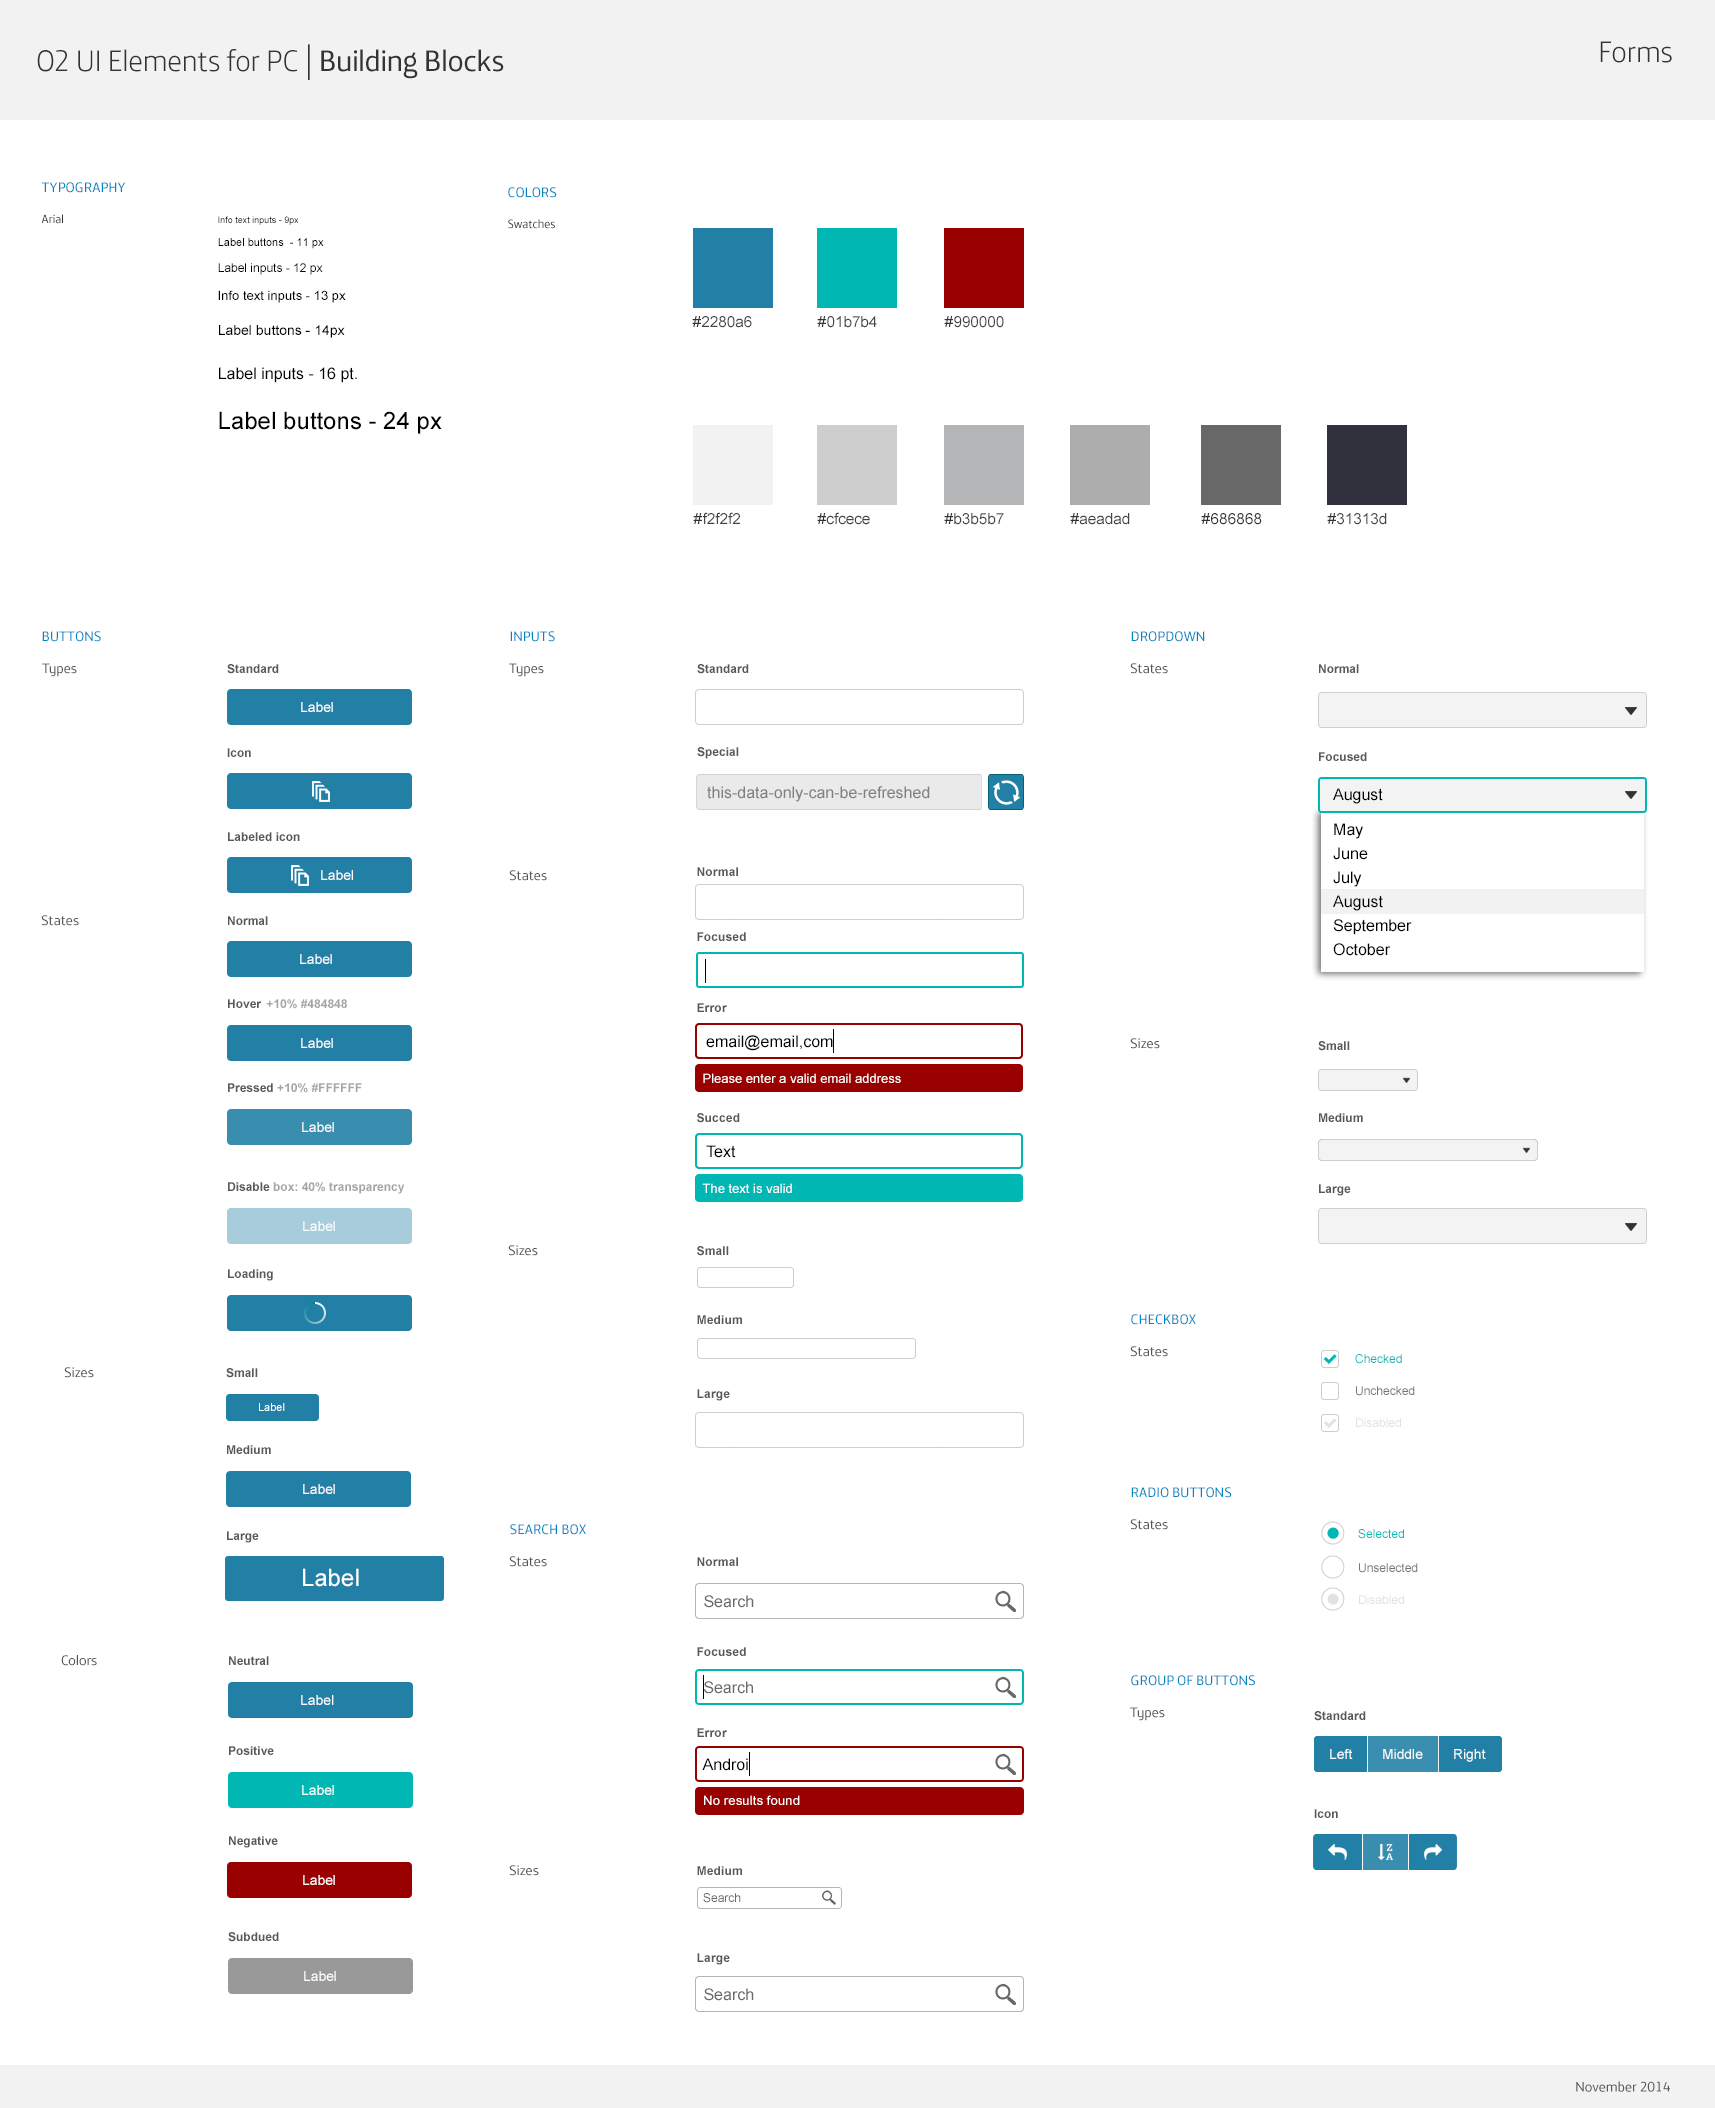 O2 UI Elements for PC | Building Blocks
Forms
TYPOGRAPHY
Arial
Info text inputs - 9px
Label buttons - 11 px
Label inputs - 12 px
Info text inputs - 13 px
Label buttons - 14px
Label inputs - 16 pt.
Label buttons - 24 px
COLORS
Swatches
#2280a6
#01b7b4
#990000
#f2f2f2
#cfcece
#b3b5b7
#aeadad
#686868
#31313d
BUTTONS
Types
Standard
Label
Icon
Labeled icon
Label
States
Normal
Label
Hover +10% #484848
Label
Pressed +10% #FFFFFF
Label
Disable box: 40% transparency
Label
Loading
Sizes
Small
Label
Medium
Label
Large
Label
Colors
Neutral
Label
Positive
Label
Negative
Label
Subdued
Label
INPUTS
Types
Standard
Special
this-data-only-can-be-refreshed
States
Normal
Focused
Error
email@email,com
Please enter a valid email address
Succed
Text
The text is valid
Sizes
Small
Medium
Large
SEARCH BOX
States
Normal
Search
Focused
Search
Error
Androi
No results found
Sizes
Medium
Search
Large
Search
DROPDOWN
States
Normal
Focused
August
May
June
July
August
September
October
Sizes
Small
Medium
Large
CHECKBOX
States
Checked
Unchecked
Disabled
RADIO BUTTONS
States
Selected
Unselected
Disabled
GROUP OF BUTTONS
Types
Standard
Left Middle Right
Icon
Z
A
November 2014